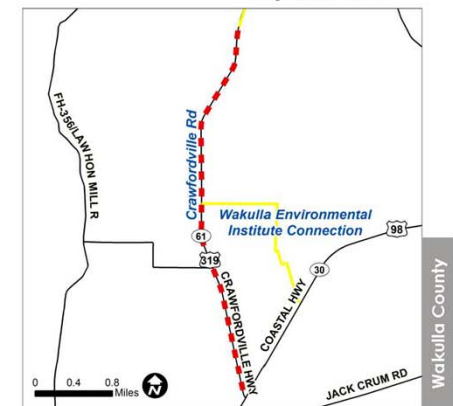 FH-356/LAWHON MILL R
Crawfordville Rd
Wakulla Environmental
Institute Connection
61
319
98
30
CRAWFORDVILLE HWY
COASTAL HWY
JACK CRUM RD
0 0.4 0.8
Miles
N
Wakulla County